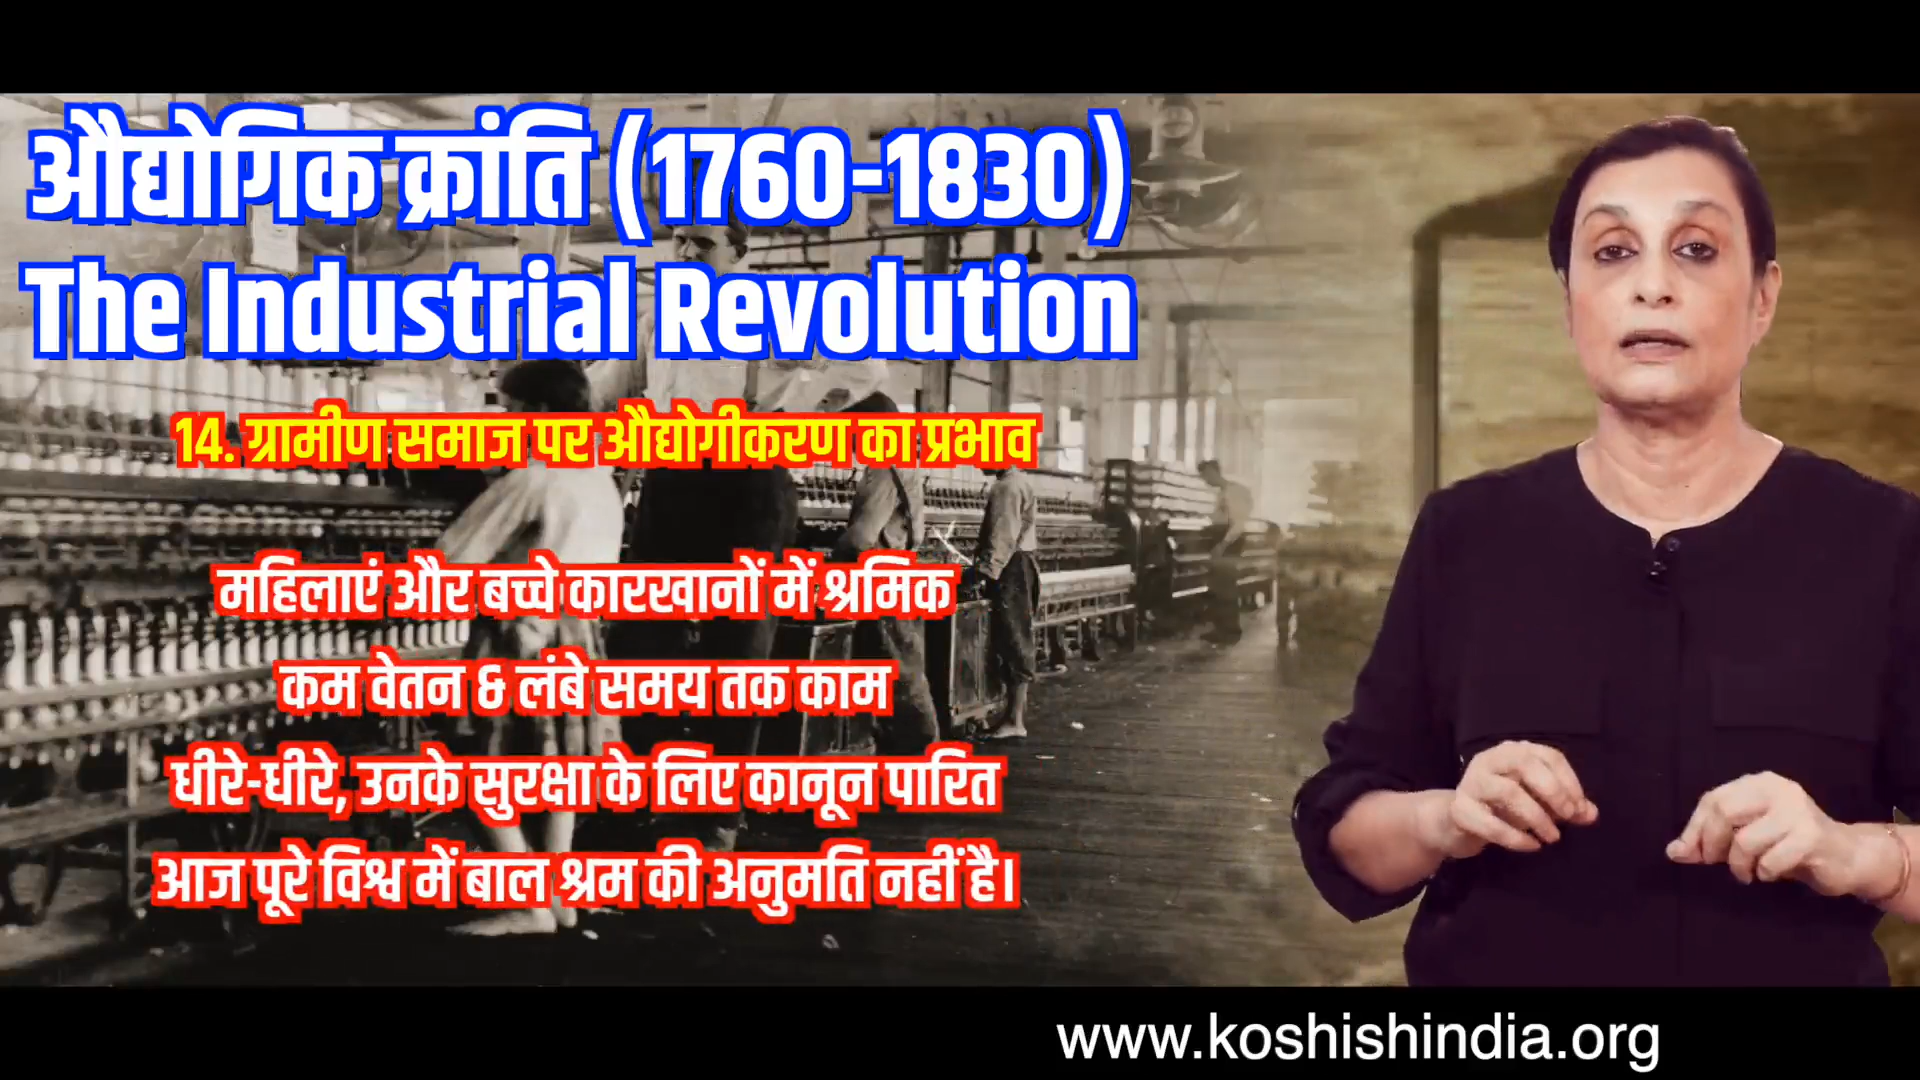 औद्योगिक क्रांति (1760-1830)
The Industrial Revolution
14. ग्रामीण समाज पर औद्योगीकरण का प्रभाव
महिलाएं और बच्चे कारखानों में श्रमिक
कम वेतन & लंबे समय तक काम
धीरे-धीरे, उनके सुरक्षा के लिए कानून पारित
आज पूरे विश्व में बाल श्रम की अनुमति नहीं है।
www.koshishindia.org